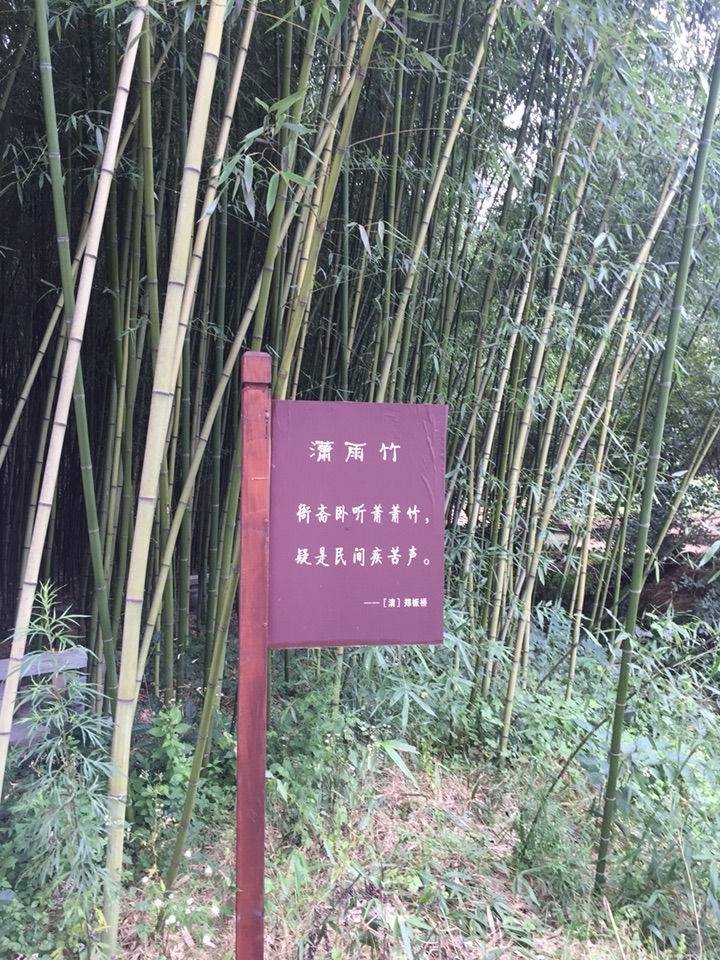 潇雨竹
衙斋卧听萧萧竹，
疑是民间疾苦声。
——［清］郑板桥